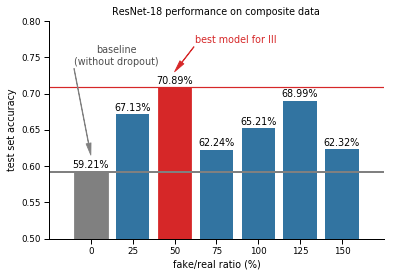 ResNet-18 performance on composite data
test set accuracy
0.80
0.75
0.70
0.65
0.60
0.55
0.50
baseline
(without dropout)
best model for III
59.21%
67.13%
70.89%
62.24%
65.21%
68.99%
62.32%
0 25 50 75 100 125 150
fake/real ratio (%)